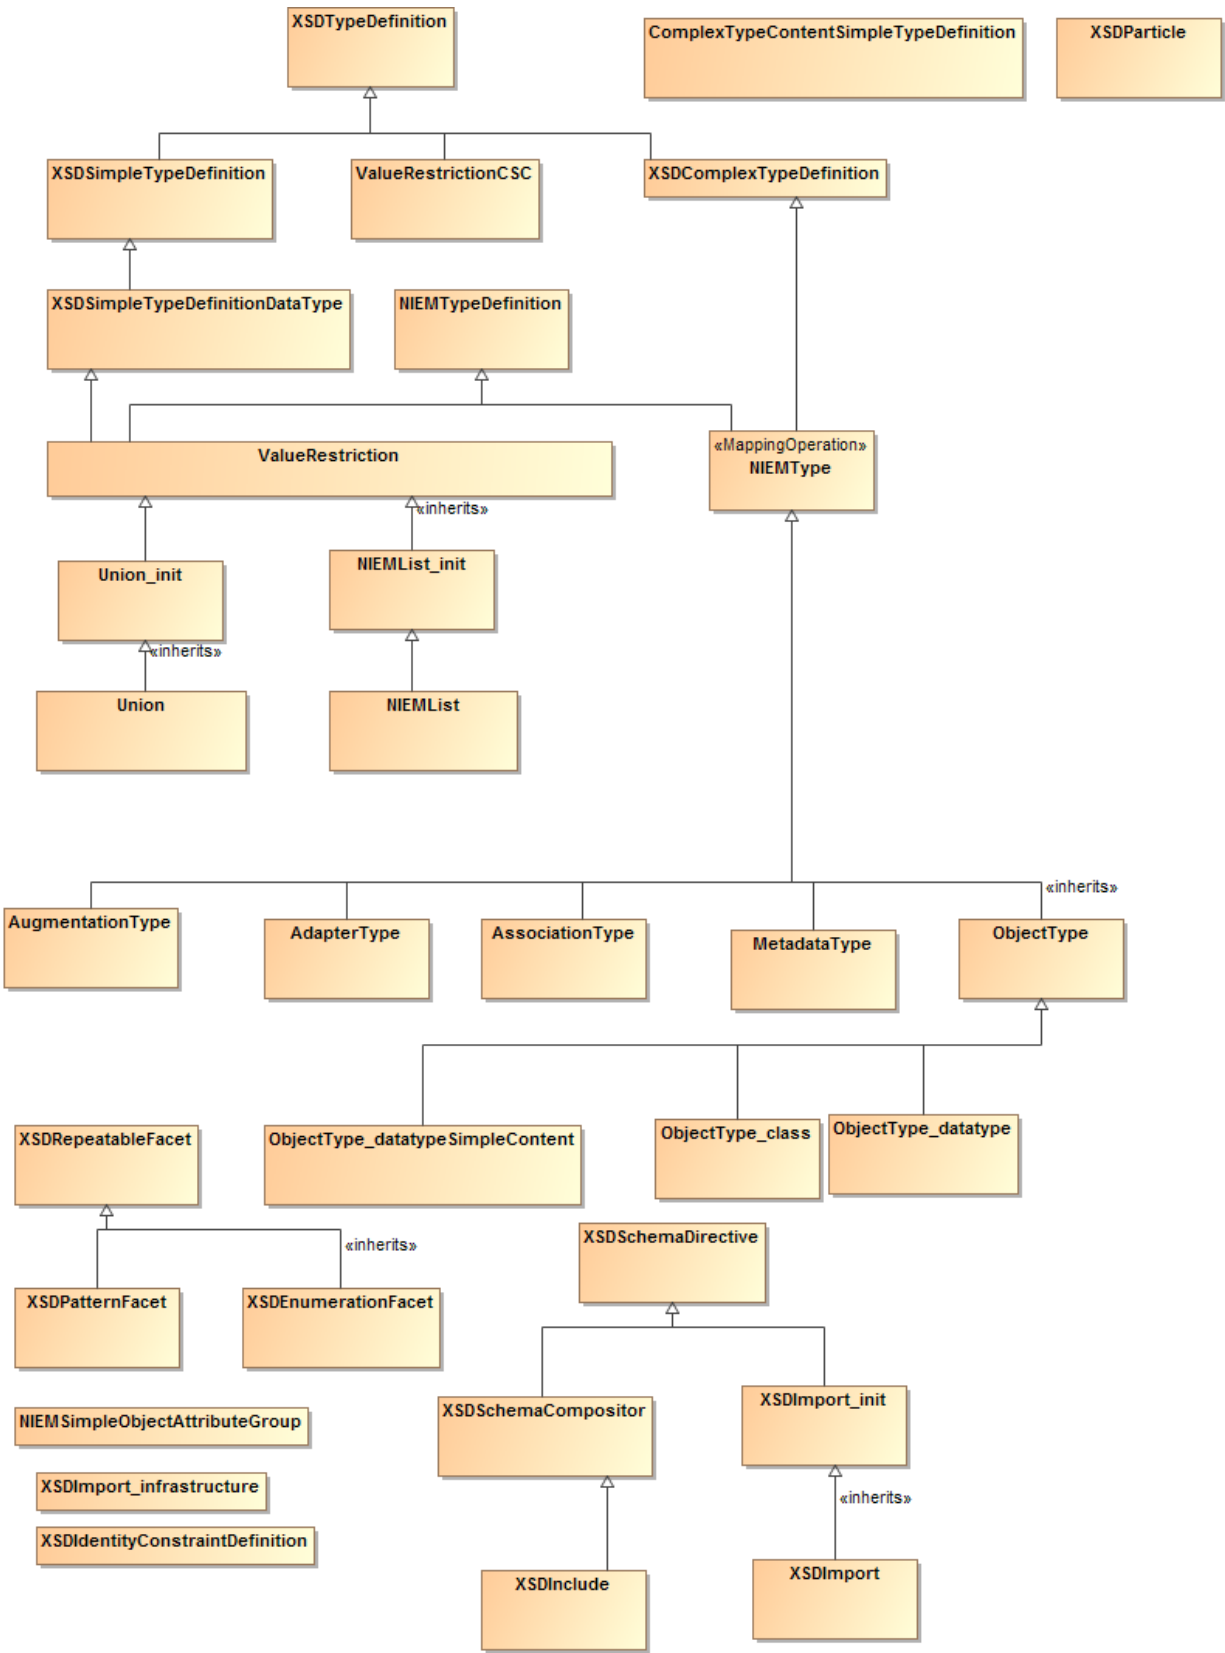 XSDTypeDefinition
ComplexTypeContentSimpleTypeDefinition
XSDParticle
XSDSimpleTypeDefinition
ValueRestrictionCSC
XSDComplexTypeDefinition
XSDSimpleTypeDefinitionDataType
NIEMTypeDefinition
ValueRestriction
«MappingOperation»
NIEMType
«inherits»
Union_init
NIEMList_init
«inherits»
Union
NIEMList
«inherits»
AugmentationType
AdapterType
AssociationType
MetadataType
ObjectType
XSDRepeatableFacet
ObjectType_datatypeSimpleContent
ObjectType_class
ObjectType_datatype
«inherits»
XSDSchemaDirective
XSDPatternFacet
XSDEnumerationFacet
NIEMSimpleObjectAttributeGroup
XSDSchemaCompositor
XSDImport_init
XSDImport_infrastructure
«inherits»
XSDIdentityConstraintDefinition
XSDInclude
XSDImport